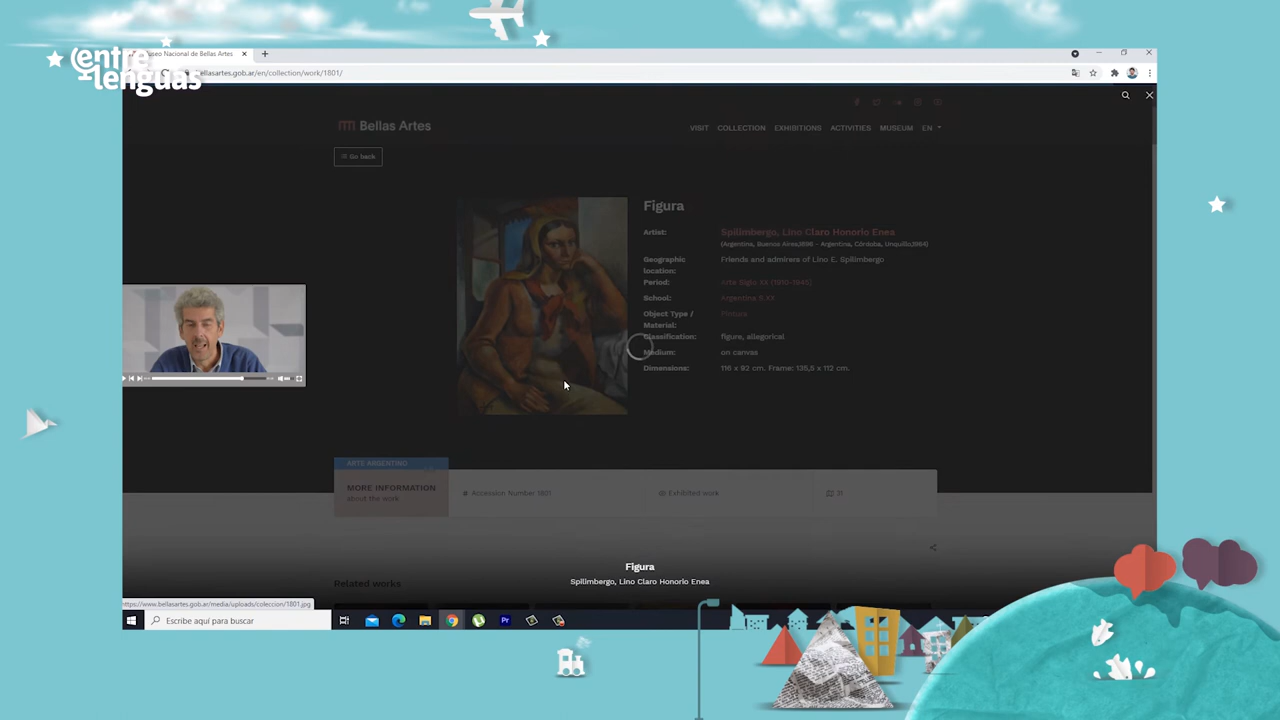 entre
lenguas
useo Nacional de Bellas Artes
bellasartes.gob.ar/en/collection/work/1801/
Bellas Artes
VISIT COLLECTION EXHIBITIONS ACTIVITIES MUSEUM EN
Go back
Figura
Artist: Spilimbergo, Lino Claro Honorio Enea
(Argentina, Buenos Aires,1896 - Argentina, Córdoba, Unquillo,1964)
Geographic location: Friends and admirers of Lino E. Spilimbergo
Period: Arte Siglo XX (1910-1945)
School: Argentina S.XX
Object Type / Material: Pintura
Classification: figure, allegorical
Medium: on canvas
Dimensions: 116 x 92 cm. Frame: 135,5 x 112 cm.
ARTE ARGENTINO
MORE INFORMATION
about the work
# Accession Number 1801
Exhibited work
31
Figura
Related works
Spilimbergo, Lino Claro Honorio Enea
https://www.bellasartes.gob.ar/media/uploads/coleccion/1801.jpg
Escribe aquí para buscar
Pr